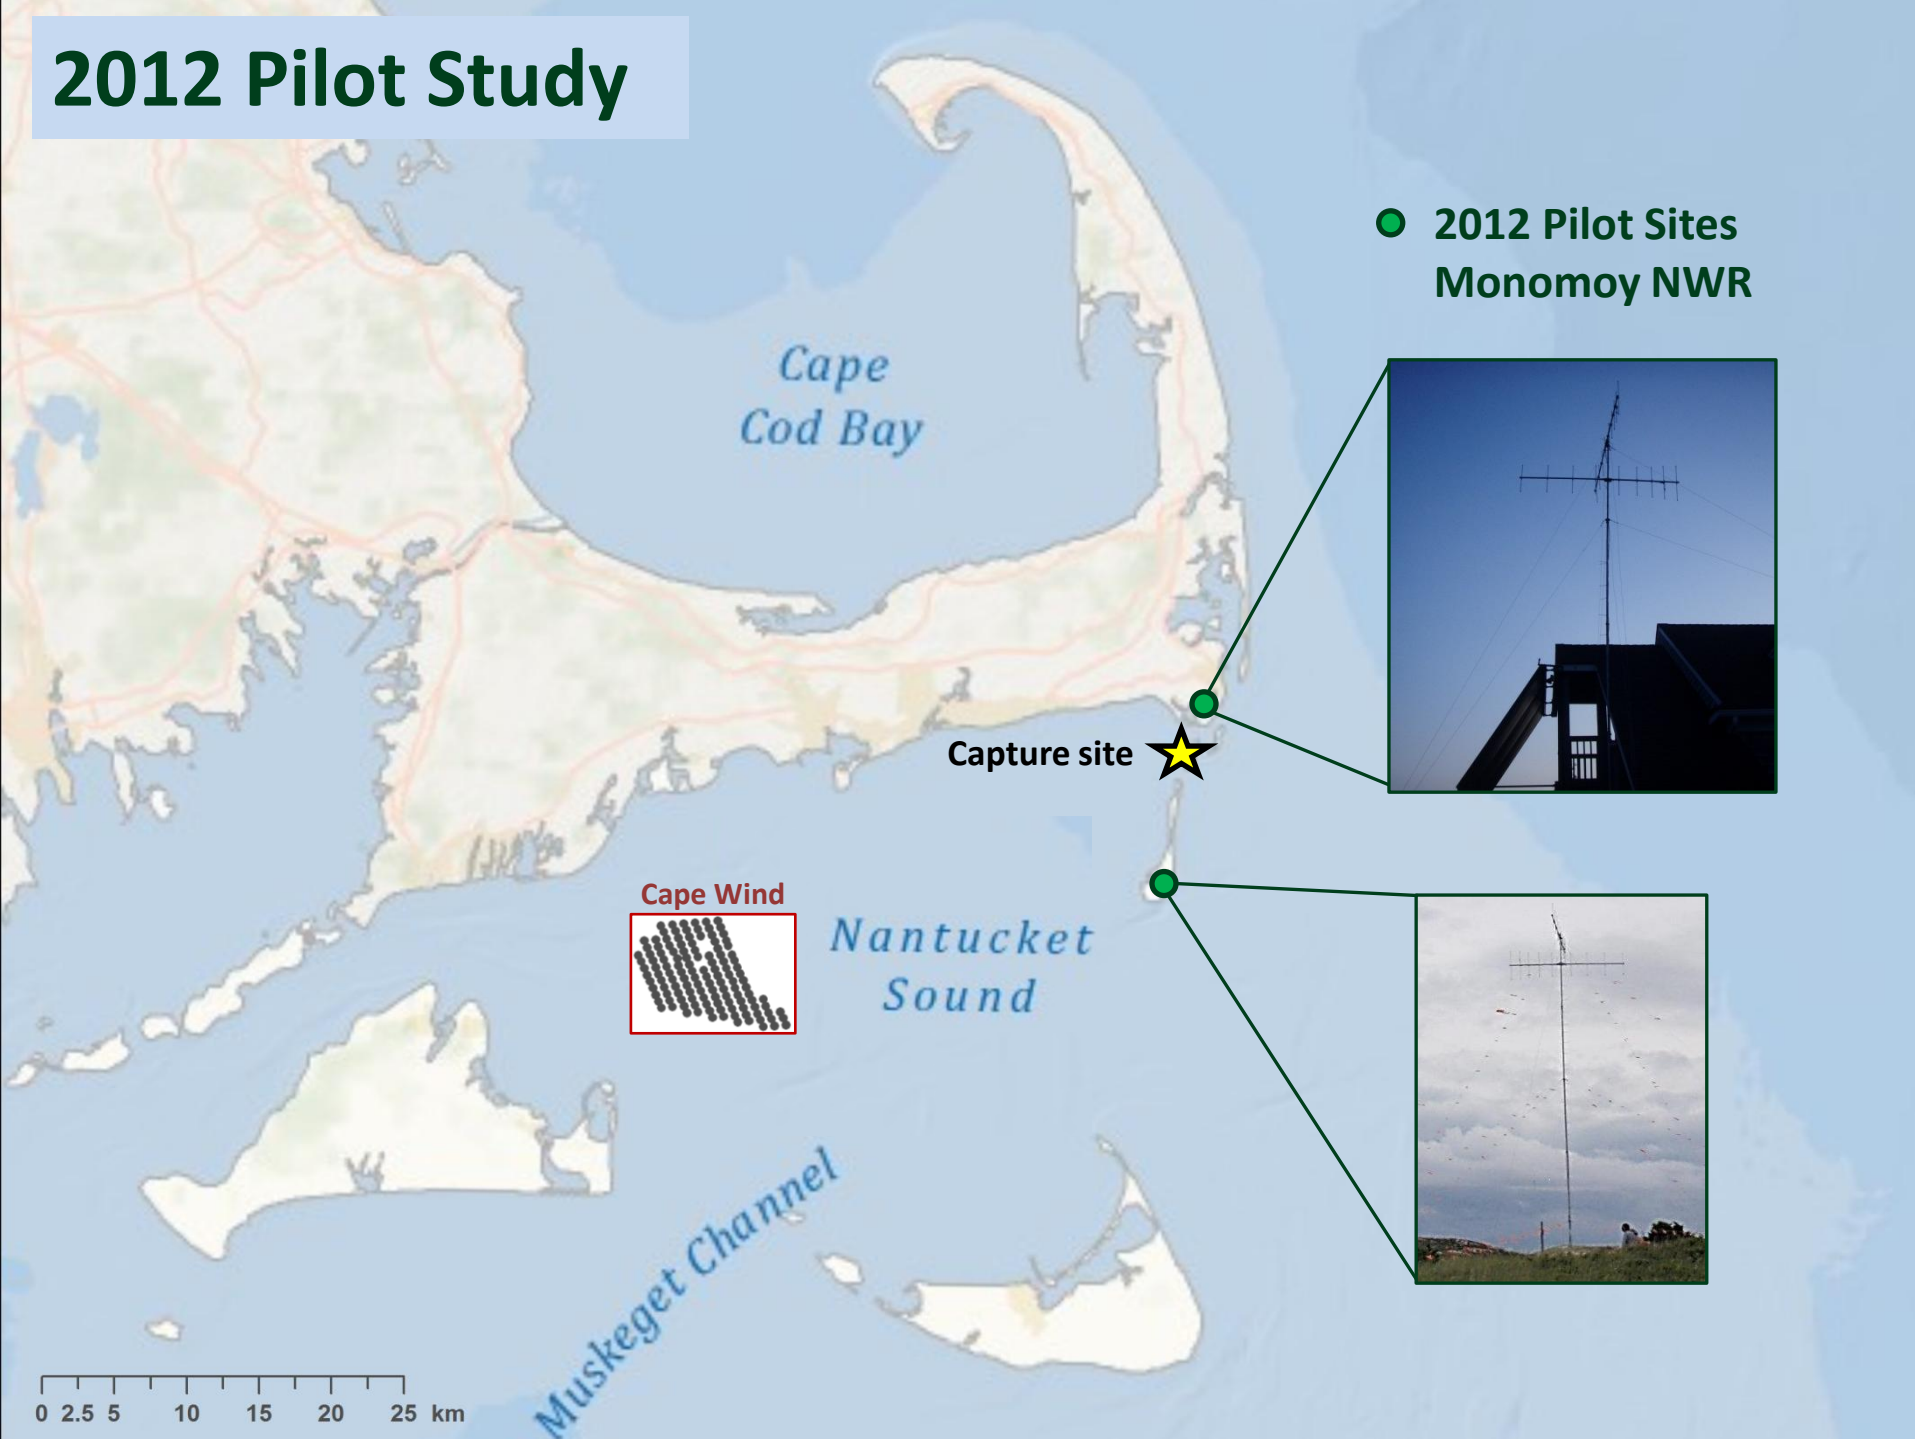 2012 Pilot Study
2012 Pilot Sites
Monomoy NWR
Cape
Cod Bay
Capture site
Cape Wind
Nantucket
Sound
Muskeget Channel
0 2.5 5 10 15 20 25 km